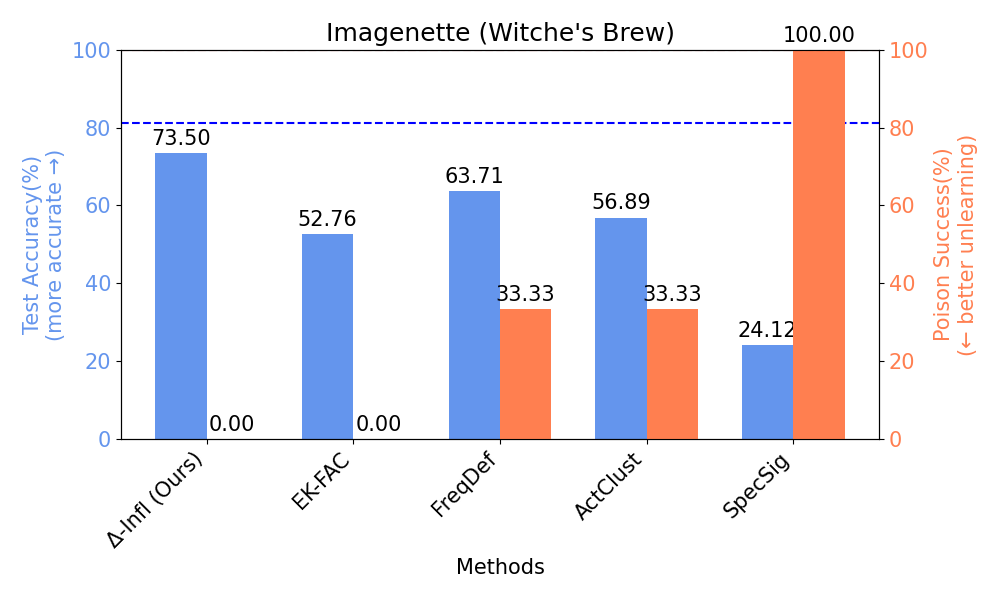 Imagenette (Witche's Brew)
100.00
100
80
60
40
20
0
Test Accuracy(%)
(more accurate →)
73.50
0.00
52.76
0.00
63.71
33.33
56.89
33.33
24.12
100
80
60
40
20
0
Poison Success(%)
(← better unlearning)
Δ-Infl (Ours)
EK-FAC
FreqDef
ActClust
SpecSig
Methods